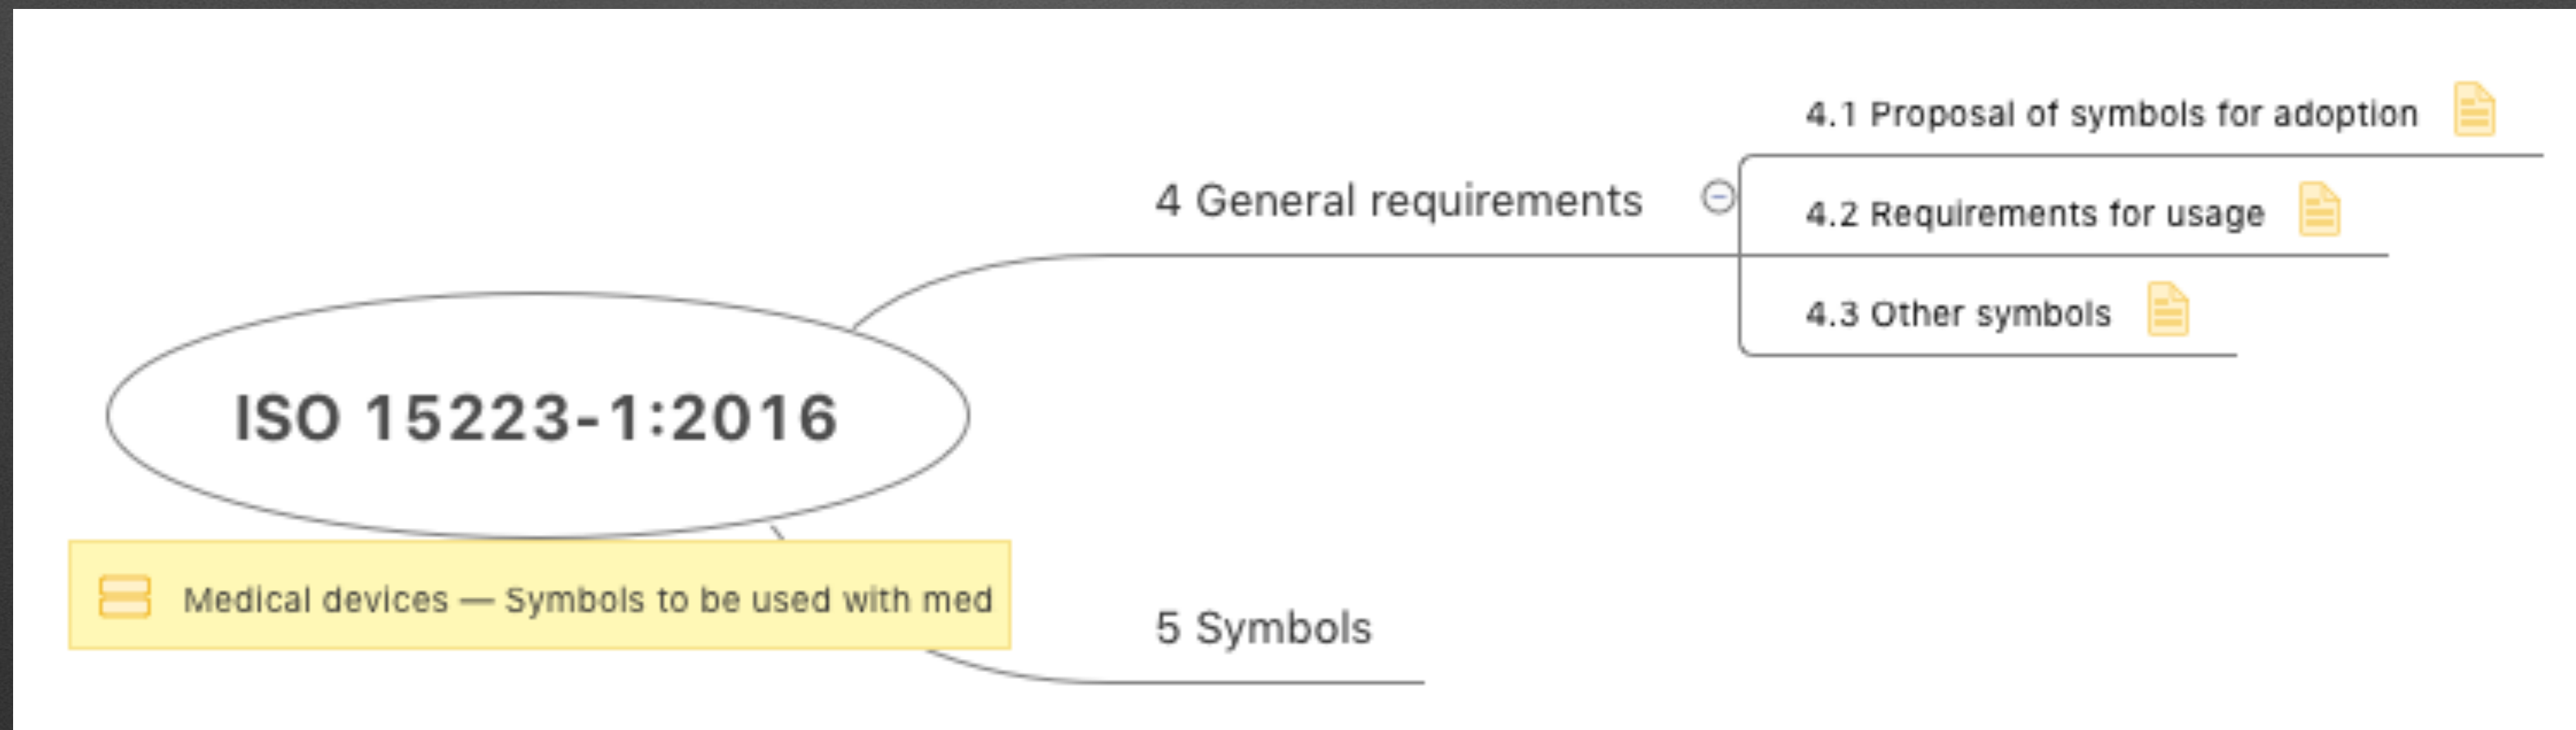 4.1 Proposal of symbols for adoption
4 General requirements
4.2 Requirements for usage
4.3 Other symbols
ISO 15223-1:2016
Medical devices — Symbols to be used with med
5 Symbols